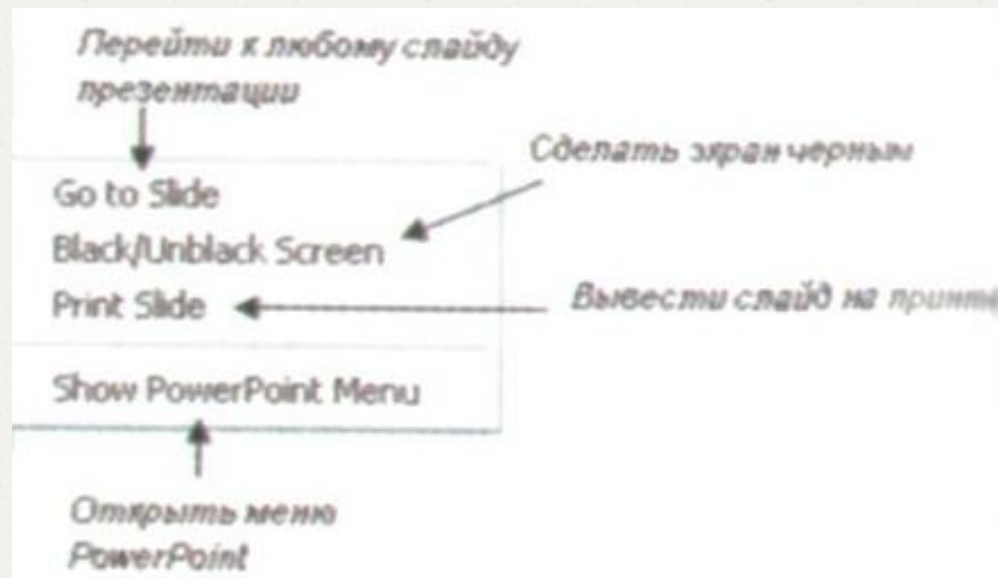 Перейти к любому слайду
презентации
Сделать экран черным
Go to Slide
Black/Unblack Screen
Print Slide
Вывести слайд на
Show PowerPoint Menu
Открыть меню
PowerPoint